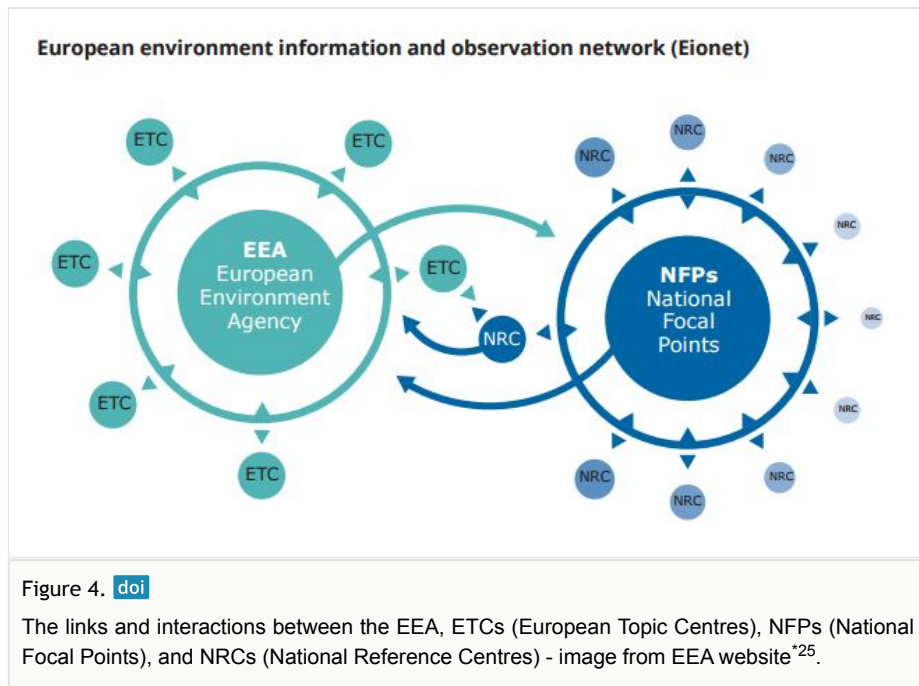 European environment information and observation network (Eionet)
ETC
ETC
ETC
ETC
ETC
ETC
EEA
European
Environment
Agency
NRC
NRC
NRC
NRC
NRC
NRC
NRC
NRC
NRC
NRC
NFPs
National
Focal
Points
Figure 4. doi
The links and interactions between the EEA, ETCs (European Topic Centres), NFPs (National
Focal Points), and NRCs (National Reference Centres) - image from EEA website*25.